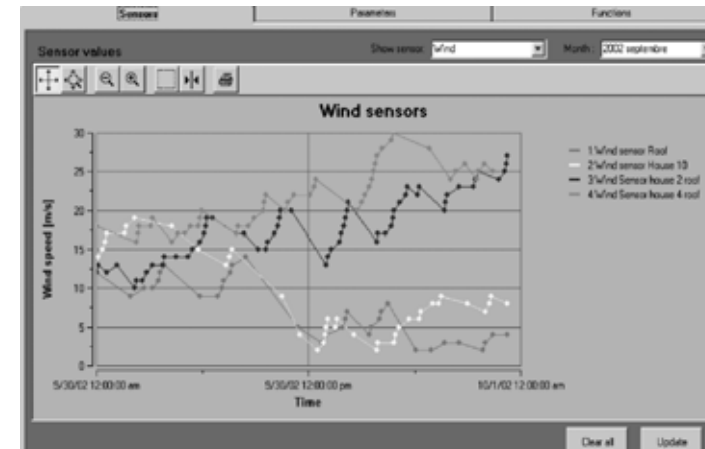 Sensors Parameters Functions
Sensor values Show sensor: Wind Month: 2002 septembre
Wind sensors
30
25
20
15
10
5
0
Wind speed [m/s]
1 Wind sensor Roof
2 Wind sensor House 10
3 Wind Sensor house 2 roof
4 Wind Sensor house 4 roof
9/30/02 12:00:00 am 9/30/02 12:00:00 pm 10/1/02 12:00:00 am
Time
Clear all Update